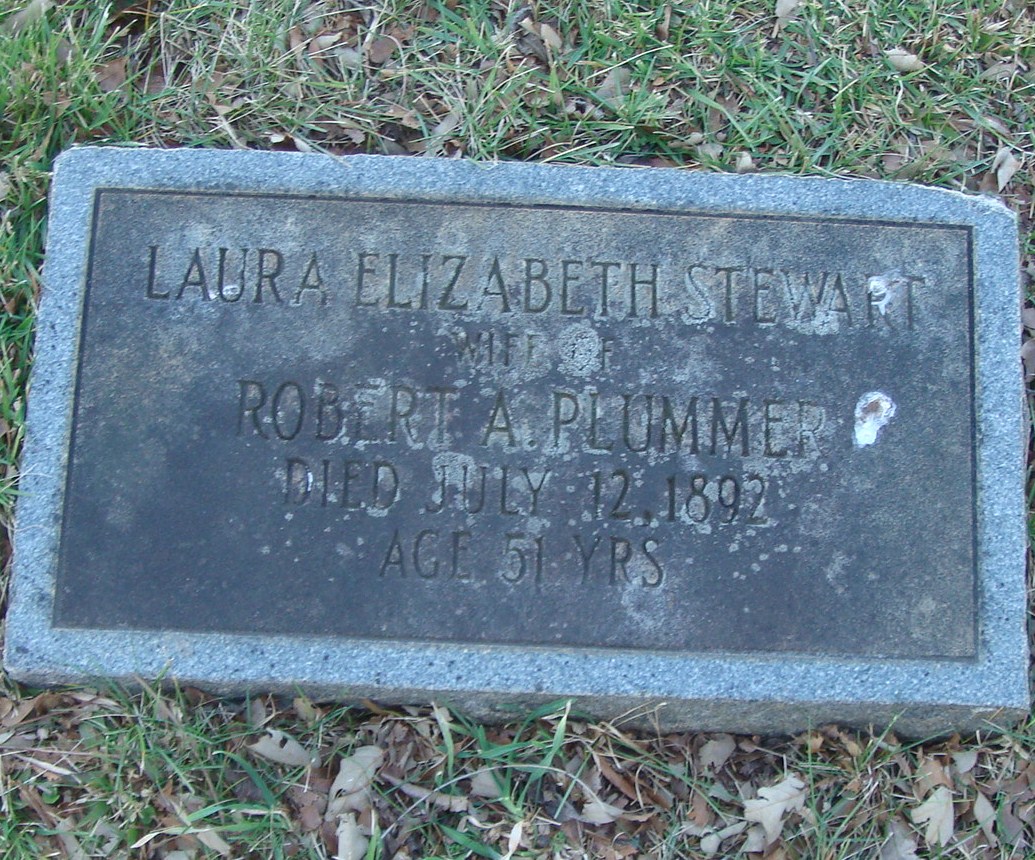 LAURA ELIZABETH STEWART
WIFE OF
ROBERT A. PLUMMER
DIED JULY 12, 1892
AGE 51 YRS